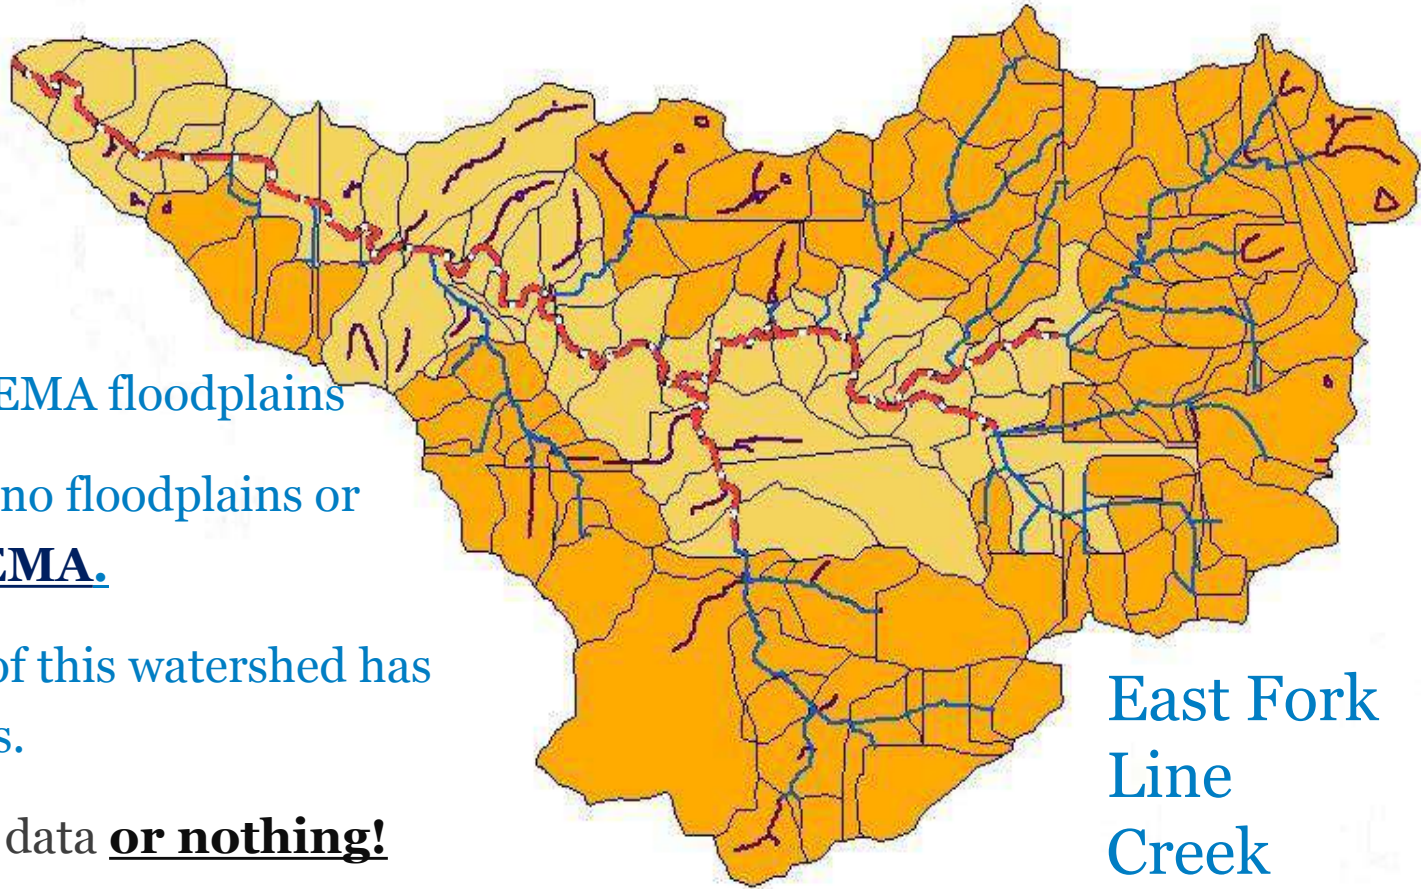 EMA floodplains
no floodplains or
EMA.
of this watershed has
s.
data or nothing!
East Fork
Line
Creek